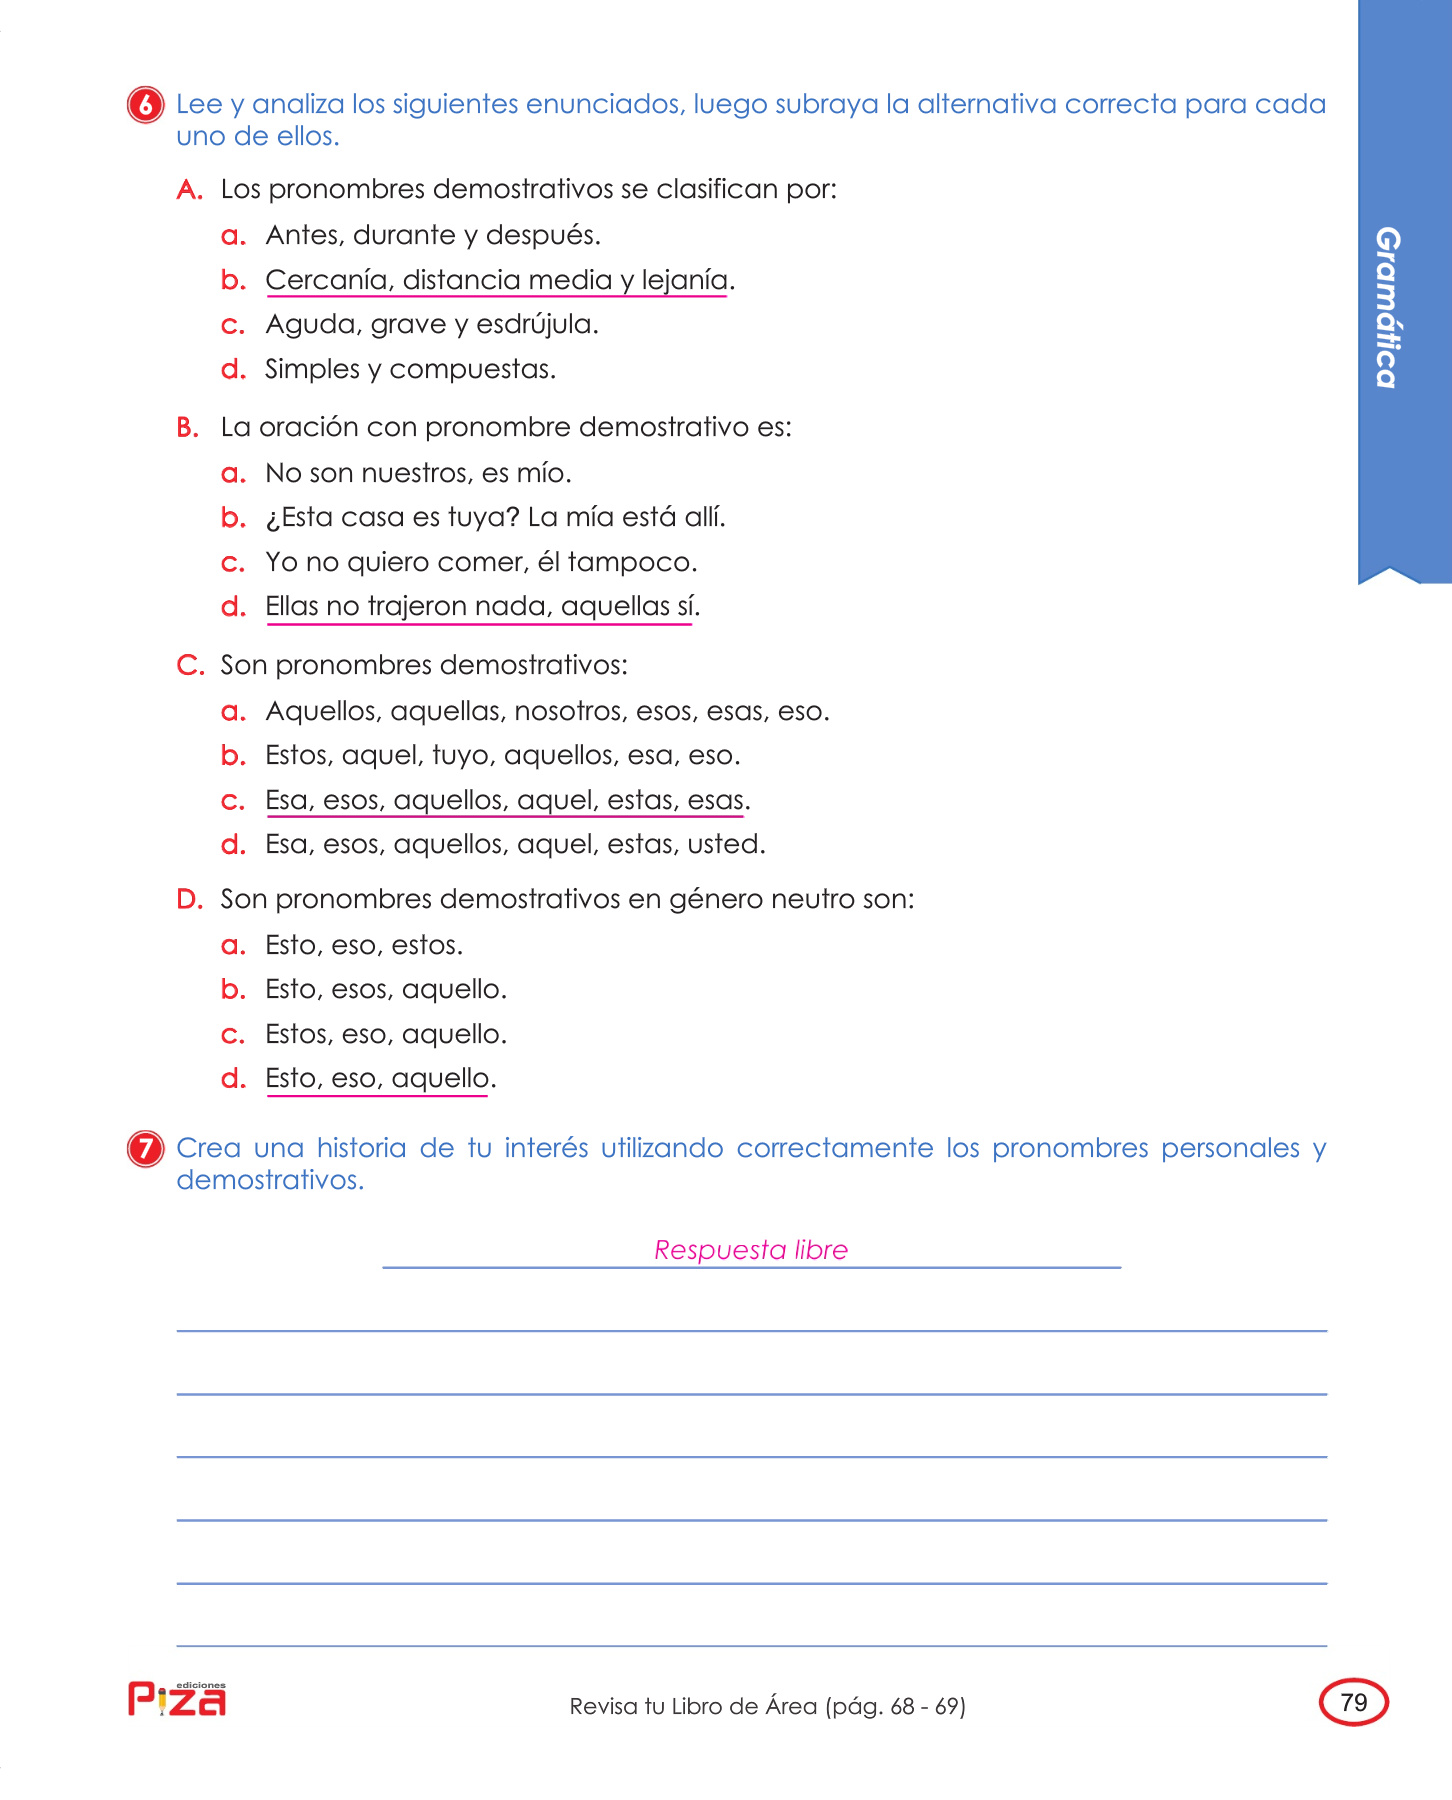 6 Lee y analiza los siguientes enunciados, luego subraya la alternativa correcta para cada
uno de ellos.
A. Los pronombres demostrativos se clasifican por:
a. Antes, durante y después.
b. Cercanía, distancia media y lejanía.
c. Aguda, grave y esdrújula.
d. Simples y compuestas.
B. La oración con pronombre demostrativo es:
a. No son nuestros, es mío.
b. ¿Esta casa es tuya? La mía está allí.
c. Yo no quiero comer, él tampoco.
d. Ellas no trajeron nada, aquellas sí.
C. Son pronombres demostrativos:
a. Aquellos, aquellas, nosotros, esos, esas, eso.
b. Estos, aquel, tuyo, aquellos, esa, eso.
c. Esa, esos, aquellos, aquel, estas, esas.
d. Esa, esos, aquellos, aquel, estas, usted.
D. Son pronombres demostrativos en género neutro son:
a. Esto, eso, estos.
b. Esto, esos, aquello.
c. Estos, eso, aquello.
d. Esto, eso, aquello.
7 Crea una historia de tu interés utilizando correctamente los pronombres personales y
demostrativos.
Respuesta libre
Gramática
ediciones
Piza
Revisa tu Libro de Área (pág. 68 - 69)
79